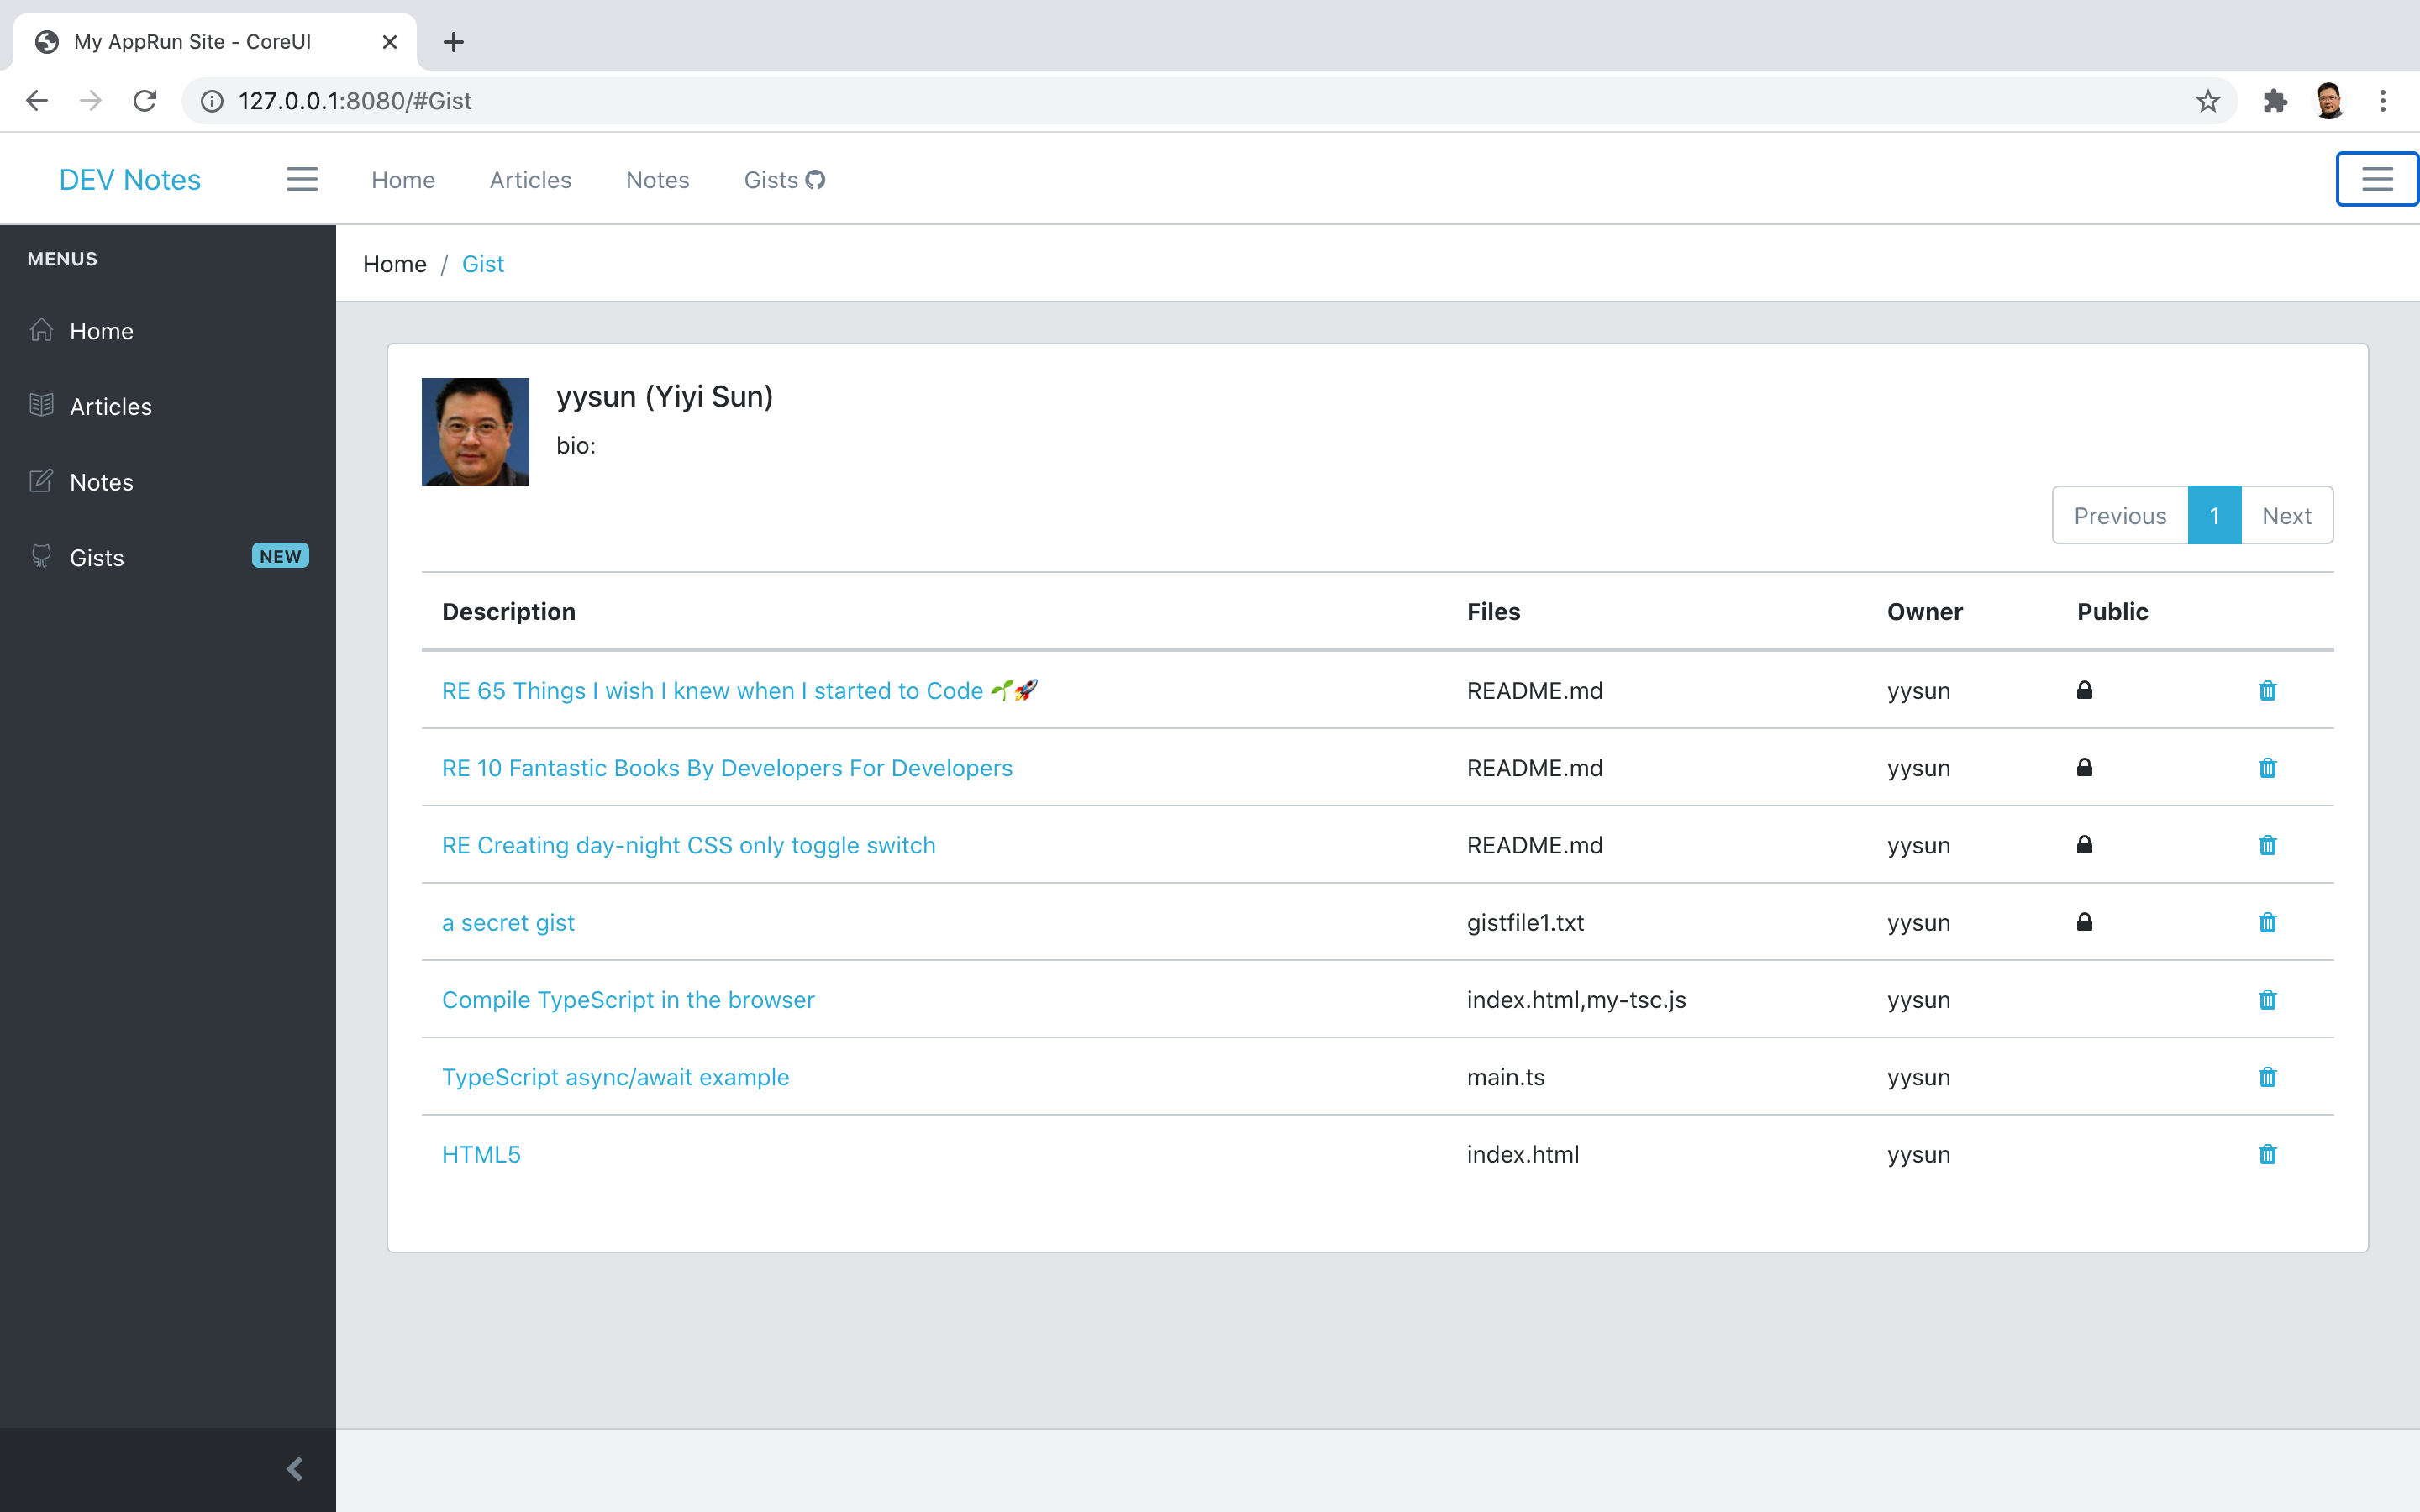 My AppRun Site - CoreUI
127.0.0.1:8080/#Gist
DEV Notes Home Articles Notes Gists
MENUS
Home
Articles
Notes
Gists NEW
Home / Gist
yysun (Yiyi Sun)
bio:
Previous 1 Next
Description Files Owner Public
RE 65 Things I wish I knew when I started to Code 🌱🚀 README.md yysun
RE 10 Fantastic Books By Developers For Developers README.md yysun
RE Creating day-night CSS only toggle switch README.md yysun
a secret gist gistfile1.txt yysun
Compile TypeScript in the browser index.html,my-tsc.js yysun
TypeScript async/await example main.ts yysun
HTML5 index.html yysun